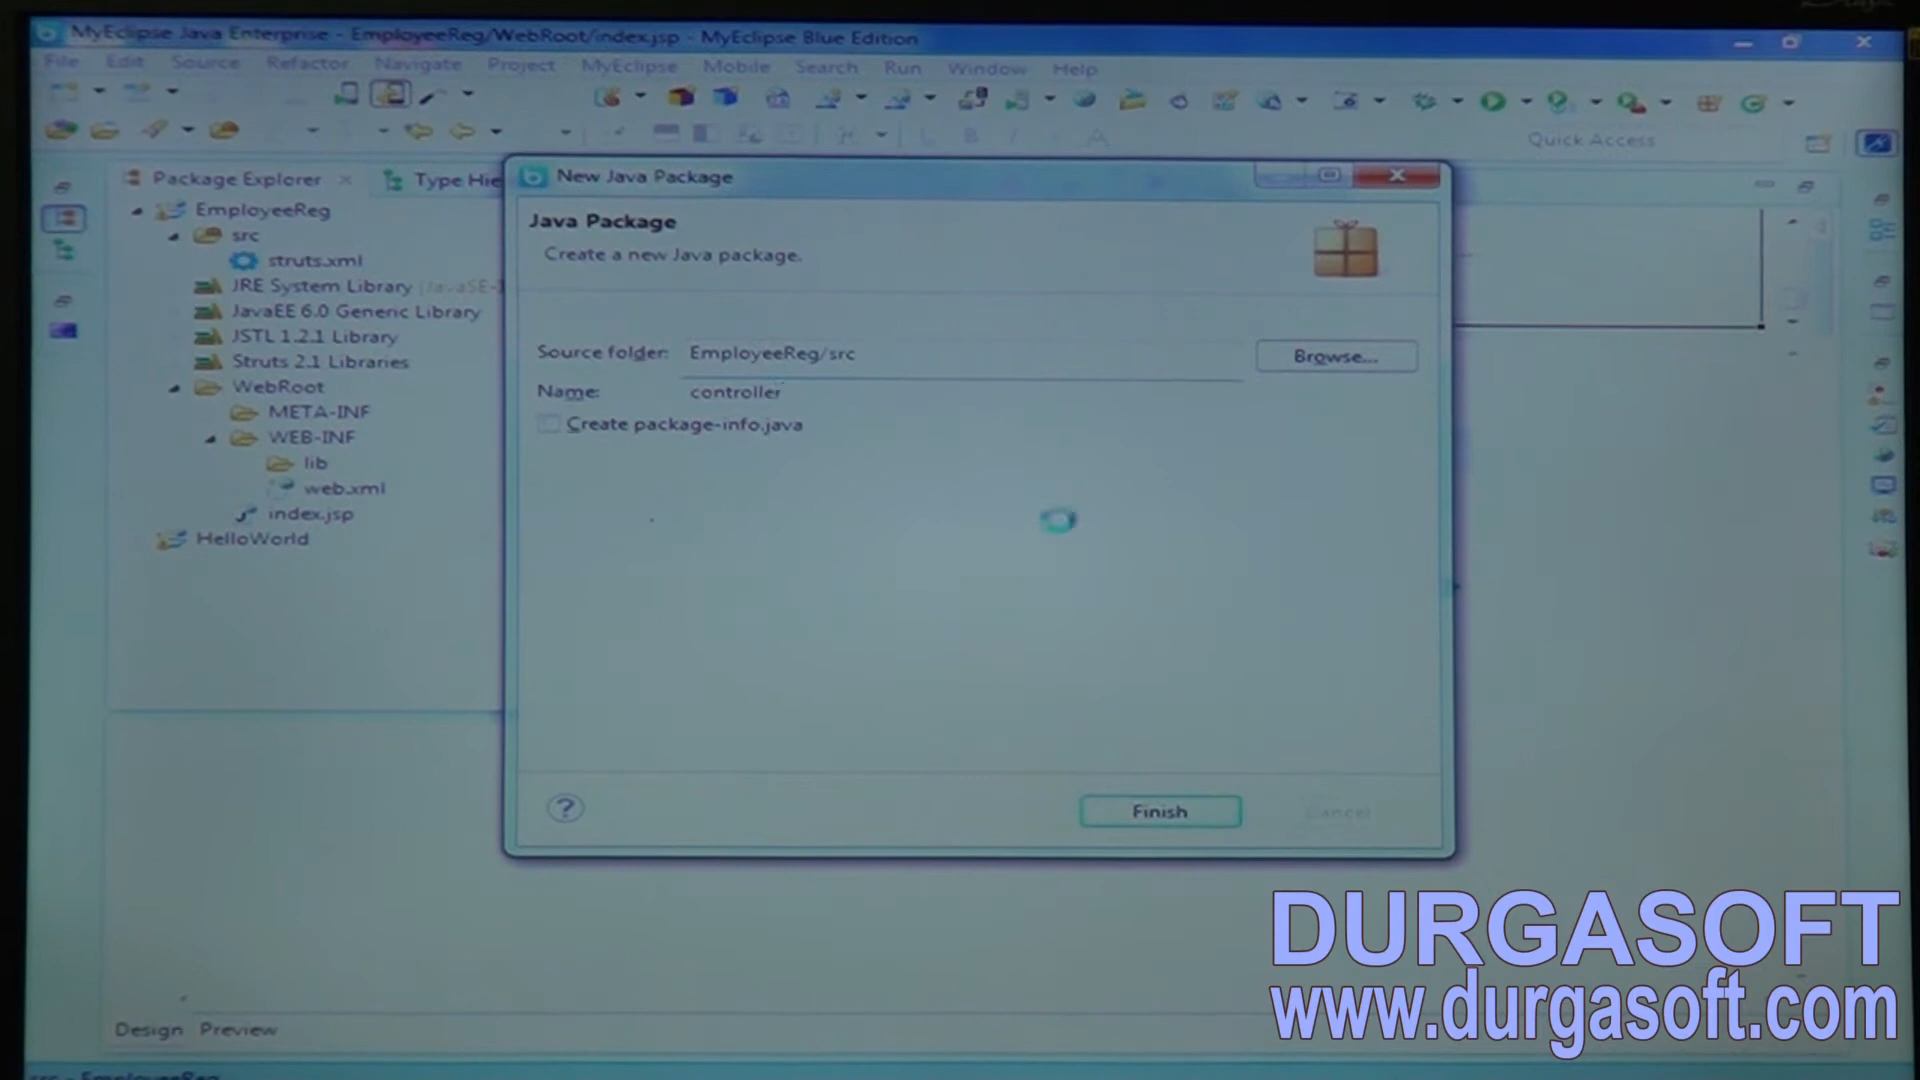 MyEclipse Java Enterprise - EmployeeReg/WebRoot/index.jsp - MyEclipse Blue Edition
File Edit Source Refactor Navigate Project MyEclipse Mobile Search Run Window Help
Quick Access
Package Explorer
Type Hie
EmployeeReg
src
struts.xml
JRE System Library
JavaEE 6.0 Generic Library
JSTL 1.2.1 Library
Struts 2.1 Libraries
WebRoot
META-INF
WEB-INF
lib
web.xml
index.jsp
HelloWorld
New Java Package
Java Package
Create a new Java package.
Source folder: EmployeeReg/src Browse...
Name: controller
Create package-info.java
? Finish Cancel
Design Preview
DURGASOFT
www.durgasoft.com